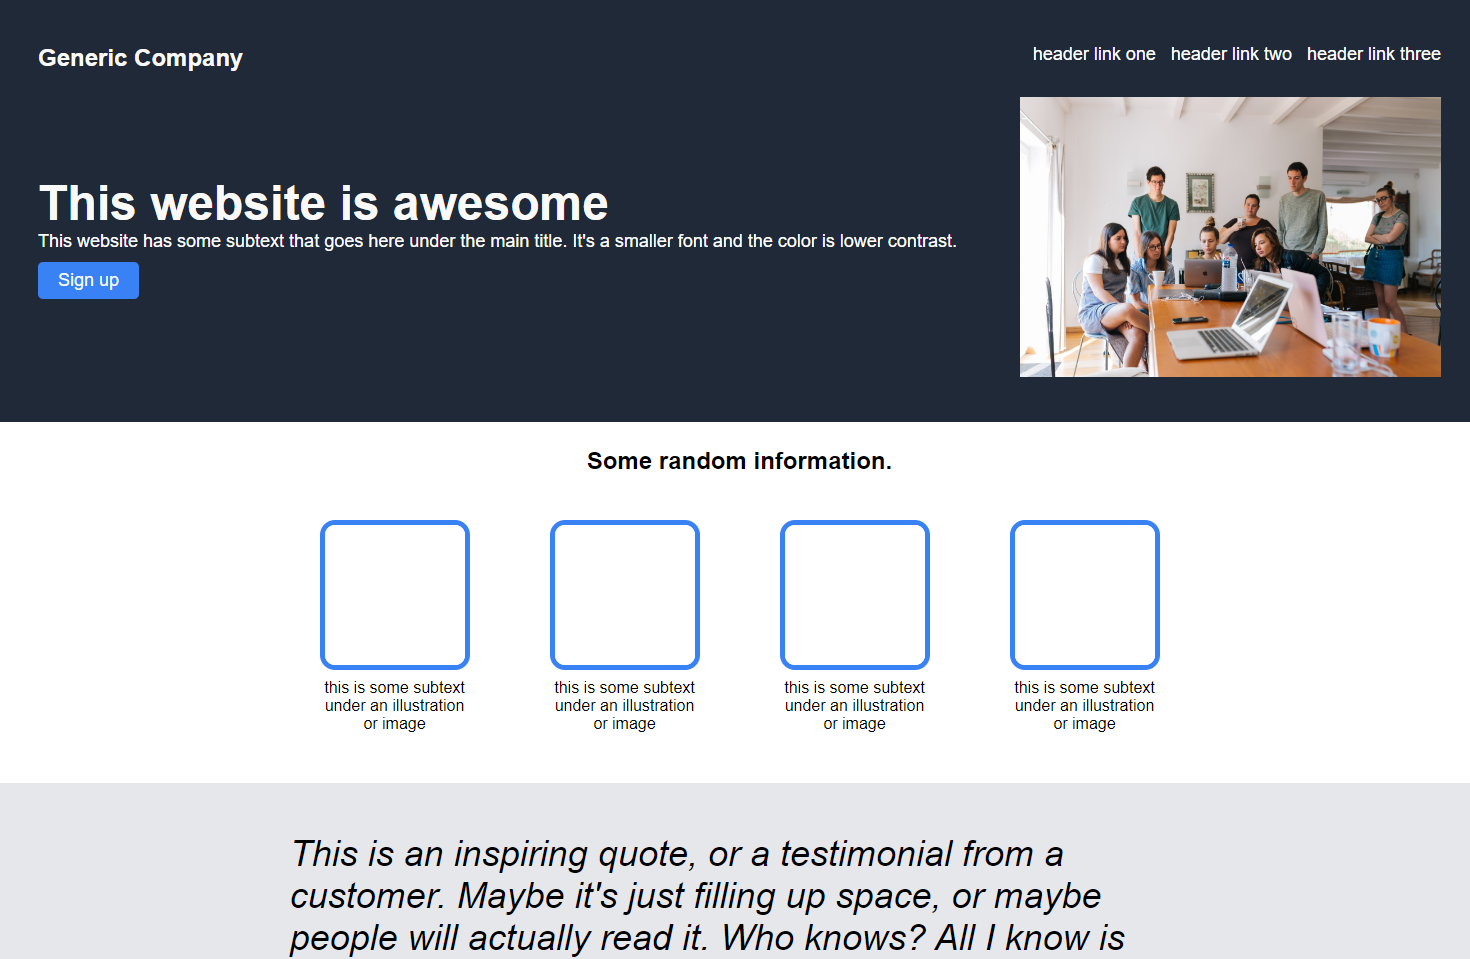 Generic Company
header link one header link two header link three
This website is awesome
This website has some subtext that goes here under the main title. It's a smaller font and the color is lower contrast.
Sign up
Some random information.
this is some subtext
under an illustration
or image
this is some subtext
under an illustration
or image
this is some subtext
under an illustration
or image
this is some subtext
under an illustration
or image
This is an inspiring quote, or a testimonial from a
customer. Maybe it's just filling up space, or maybe
people will actually read it. Who knows? All I know is